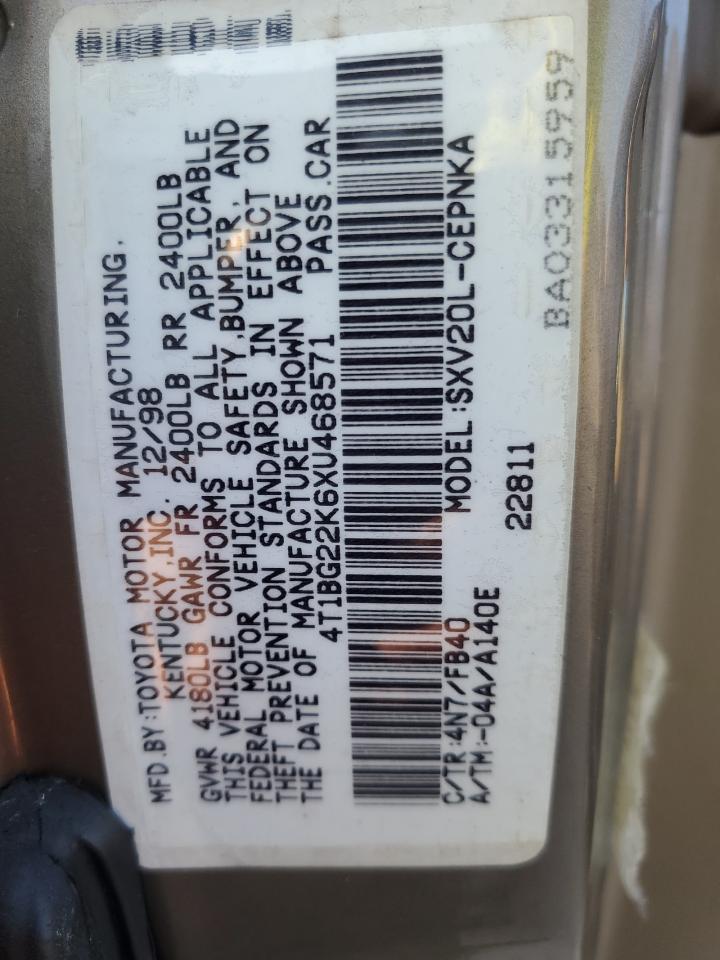 MFD.BY:TOYOTA MOTOR MANUFACTURING.
KENTUCKY,INC. 12/98
GVWR 4180LB GAWR FR 2400LB RR 2400LB
THIS VEHICLE CONFORMS TO ALL APPLICABLE
FEDERAL MOTOR VEHICLE SAFETY,BUMPER, AND
THEFT PREVENTION STANDARDS IN EFFECT ON
THE DATE OF MANUFACTURE SHOWN ABOVE
4T1BG22K6XU468571 PASS.CAR
C/TR:4N7/FB40 MODEL:SXV20L-CEPNKA
A/TM:-04A/A140E 22811
BA03315959